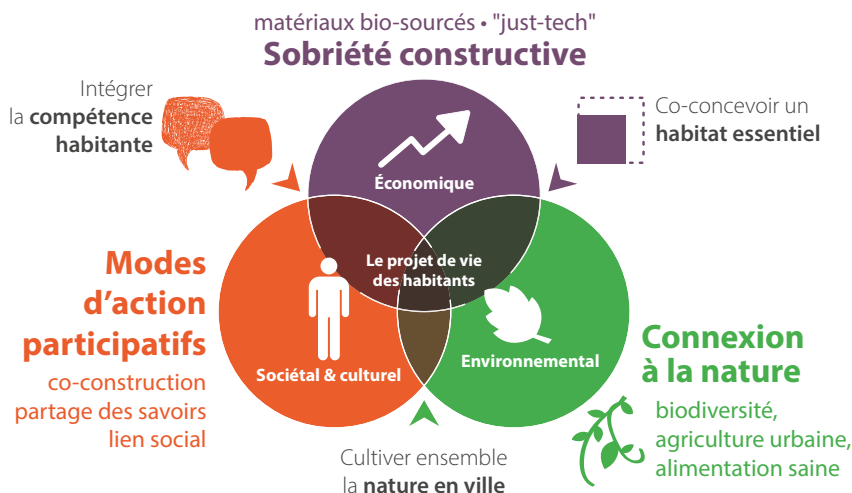 matériaux bio-sourcés • "just-tech"
Sobriété constructive
Intégrer
la compétence
habitante
Co-concevoir un
habitat essentiel
Économique
Le projet de vie
des habitants
Modes
d'action
participatifs
co-construction
partage des savoirs
lien social
Sociétal & culturel
Environnemental
Connexion
à la nature
biodiversité,
agriculture urbaine,
alimentation saine
Cultiver ensemble
la nature en ville